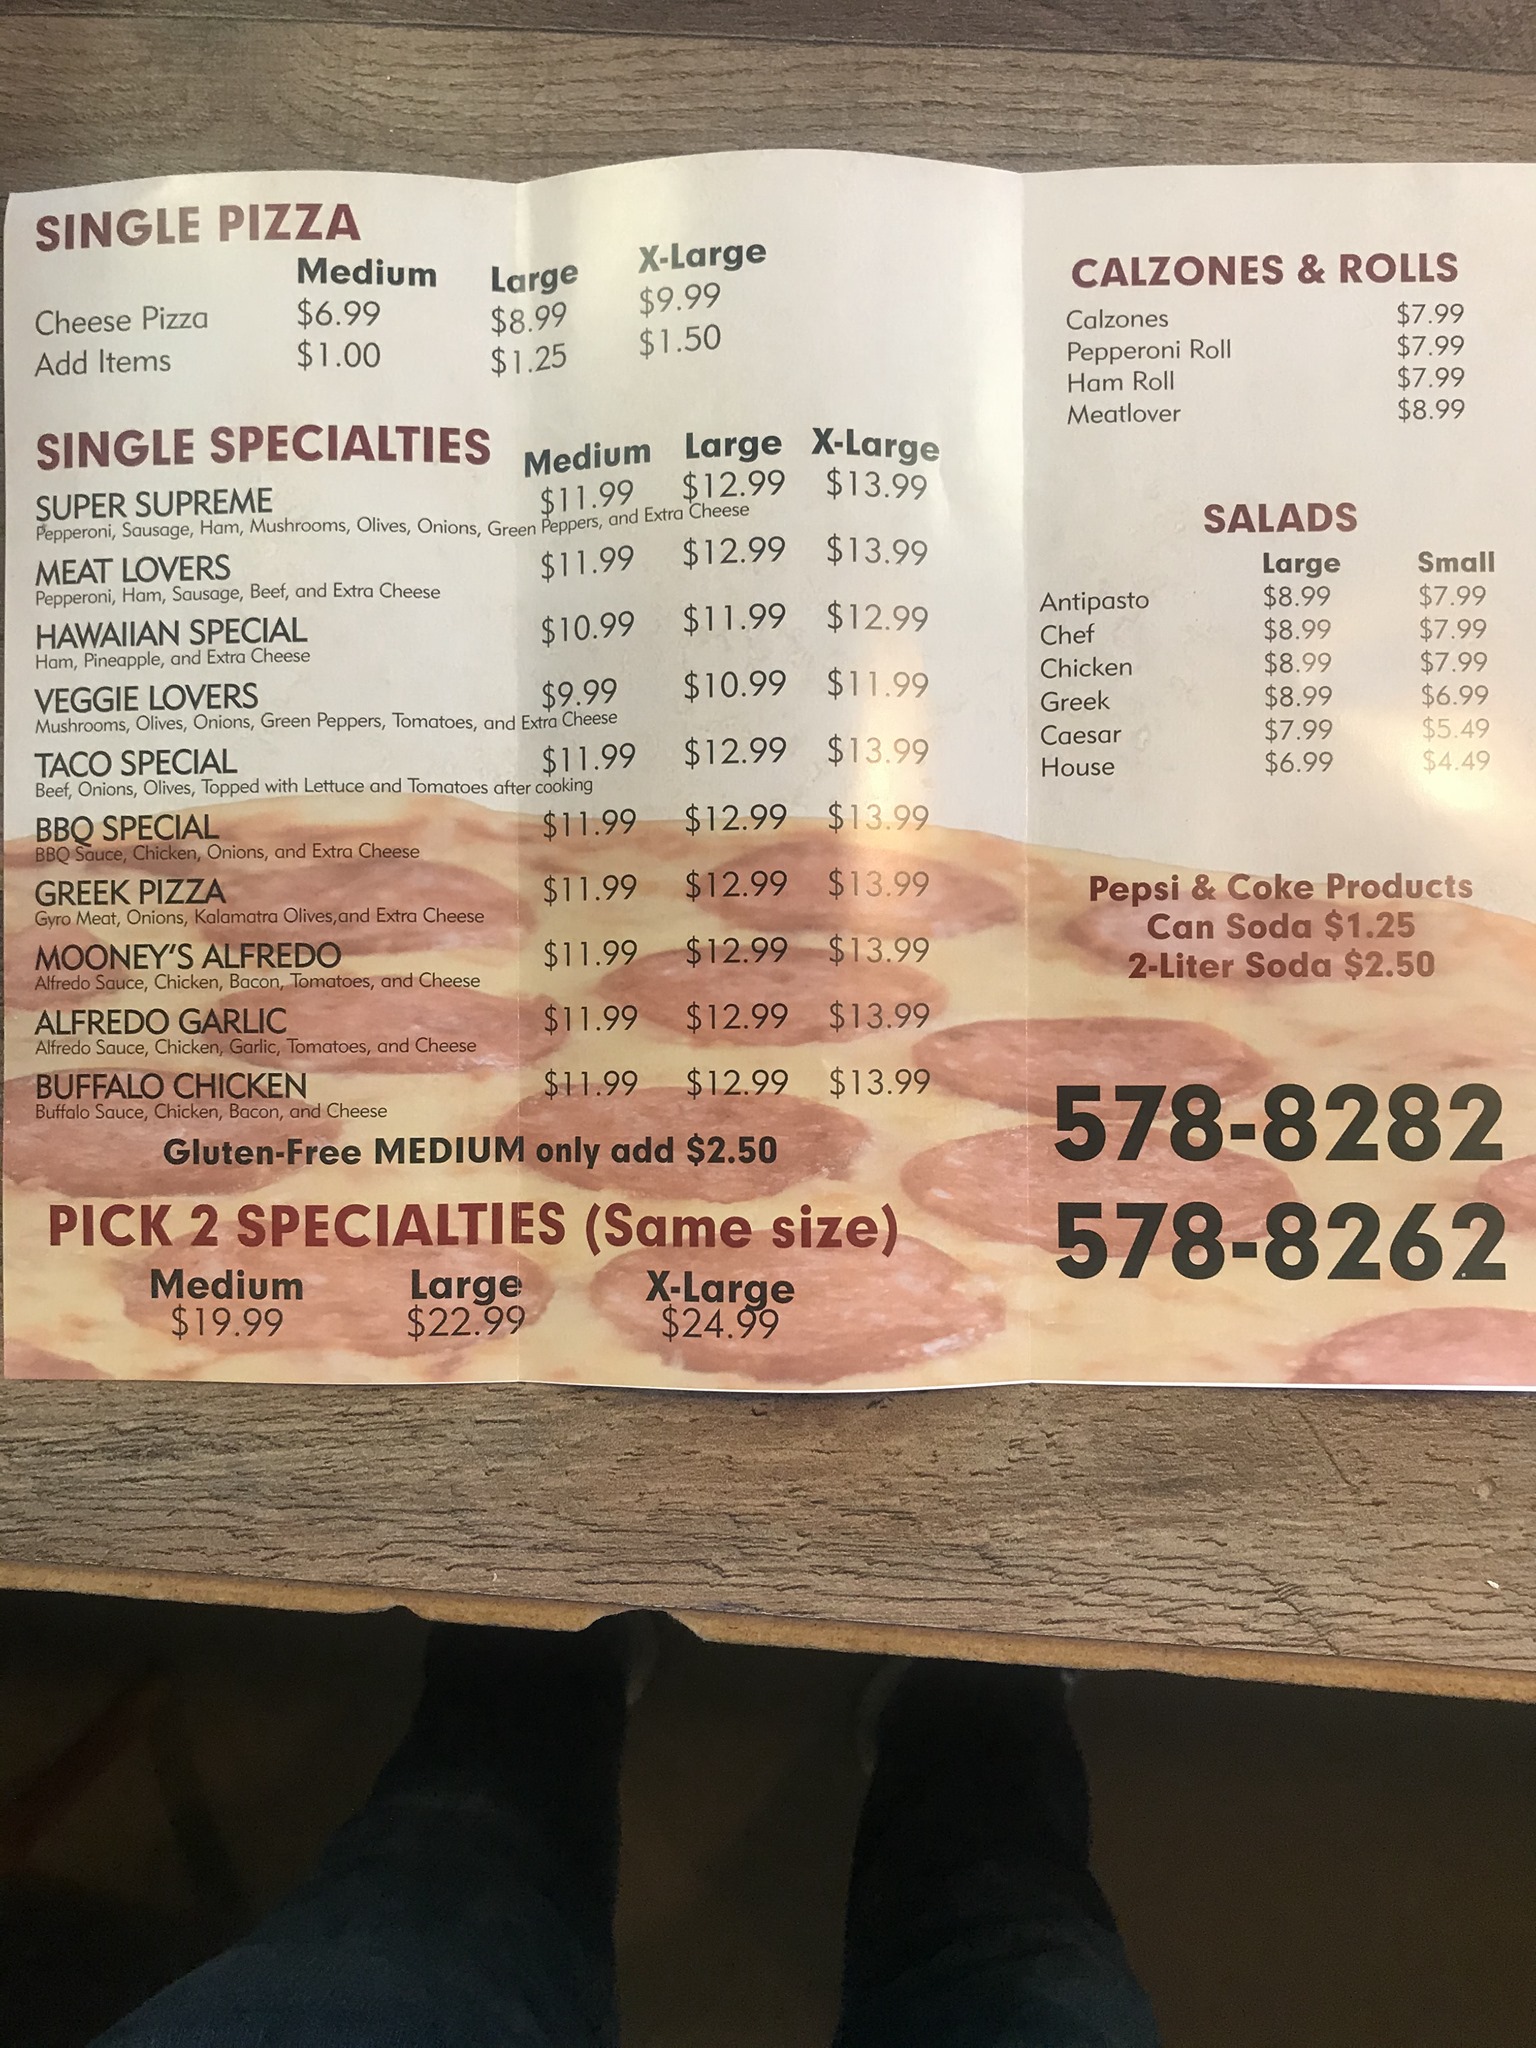 SINGLE PIZZA
Medium Large X-Large
Cheese Pizza $6.99 $8.99 $9.99
Add Items $1.00 $1.25 $1.50
SINGLE SPECIALTIES Medium Large X-Large
SUPER SUPREME $11.99 $12.99 $13.99
Pepperoni, Sausage, Ham, Mushrooms, Olives, Onions, Green Peppers, and Extra Cheese
MEAT LOVERS $11.99 $12.99 $13.99
Pepperoni, Ham, Sausage, Beef, and Extra Cheese
HAWAIIAN SPECIAL $10.99 $11.99 $12.99
Ham, Pineapple, and Extra Cheese
VEGGIE LOVERS $9.99 $10.99 $11.99
Mushrooms, Olives, Onions, Green Peppers, Tomatoes, and Extra Cheese
TACO SPECIAL $11.99 $12.99 $13.99
Beef, Onions, Olives, Topped with Lettuce and Tomatoes after cooking
BBQ SPECIAL $11.99 $12.99 $13.99
BBQ Sauce, Chicken, Onions, and Extra Cheese
GREEK PIZZA $11.99 $12.99 $13.99
Gyro Meat, Onions, Kalamatra Olives,and Extra Cheese
MOONEY'S ALFREDO $11.99 $12.99 $13.99
Alfredo Sauce, Chicken, Bacon, Tomatoes, and Cheese
ALFREDO GARLIC $11.99 $12.99 $13.99
Alfredo Sauce, Chicken, Garlic, Tomatoes, and Cheese
BUFFALO CHICKEN $11.99 $12.99 $13.99
Buffalo Sauce, Chicken, Bacon, and Cheese
Gluten-Free MEDIUM only add $2.50
PICK 2 SPECIALTIES (Same size)
Medium Large X-Large
$19.99 $22.99 $24.99
CALZONES & ROLLS
Calzones $7.99
Pepperoni Roll $7.99
Ham Roll $7.99
Meatlover $8.99
SALADS
Large Small
Antipasto $8.99 $7.99
Chef $8.99 $7.99
Chicken $8.99 $7.99
Greek $8.99 $6.99
Caesar $7.99 $5.49
House $6.99 $4.49
Pepsi & Coke Products
Can Soda $1.25
2-Liter Soda $2.50
578-8282
578-8262